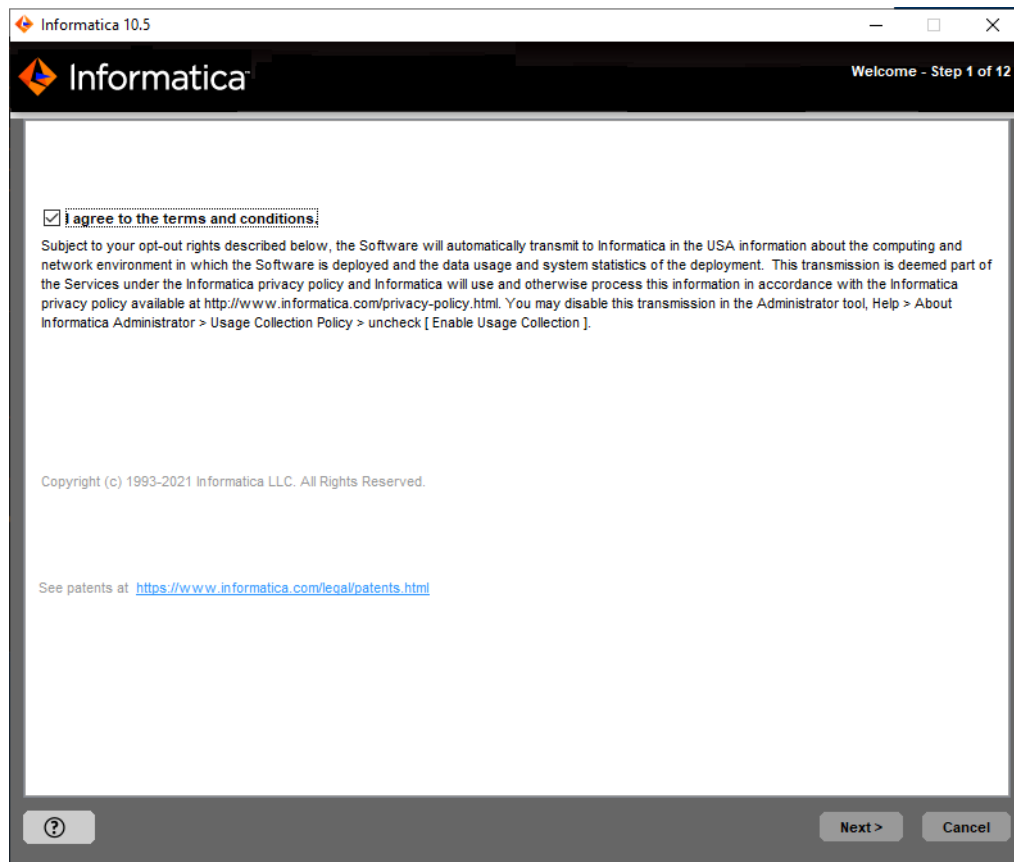 Informatica 10.5
Informatica
Welcome - Step 1 of 12
I agree to the terms and conditions.
Subject to your opt-out rights described below, the Software will automatically transmit to Informatica in the USA information about the computing and
network environment in which the Software is deployed and the data usage and system statistics of the deployment.  This transmission is deemed part of
the Services under the Informatica privacy policy and Informatica will use and otherwise process this information in accordance with the Informatica
privacy policy available at http://www.informatica.com/privacy-policy.html. You may disable this transmission in the Administrator tool, Help > About
Informatica Administrator > Usage Collection Policy > uncheck [ Enable Usage Collection ].
Copyright (c) 1993-2021 Informatica LLC. All Rights Reserved.
See patents at https://www.informatica.com/legal/patents.html
?
Next >
Cancel